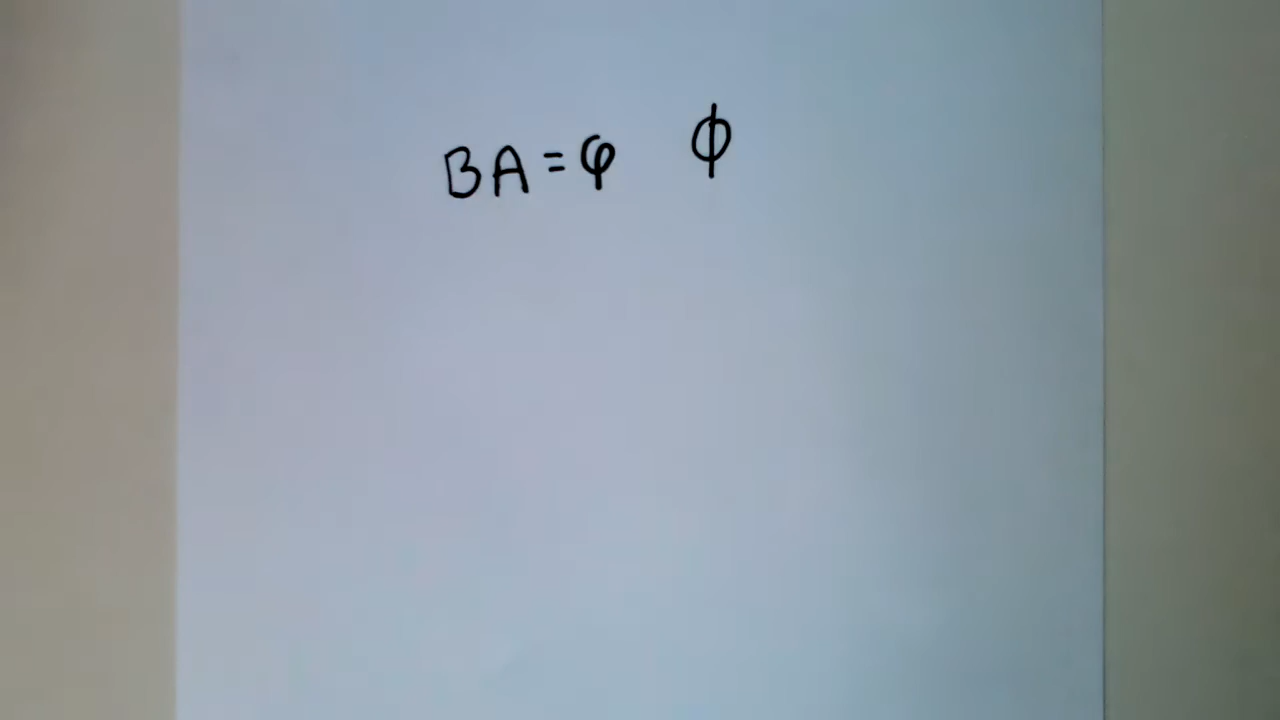 BA = φ ϕ